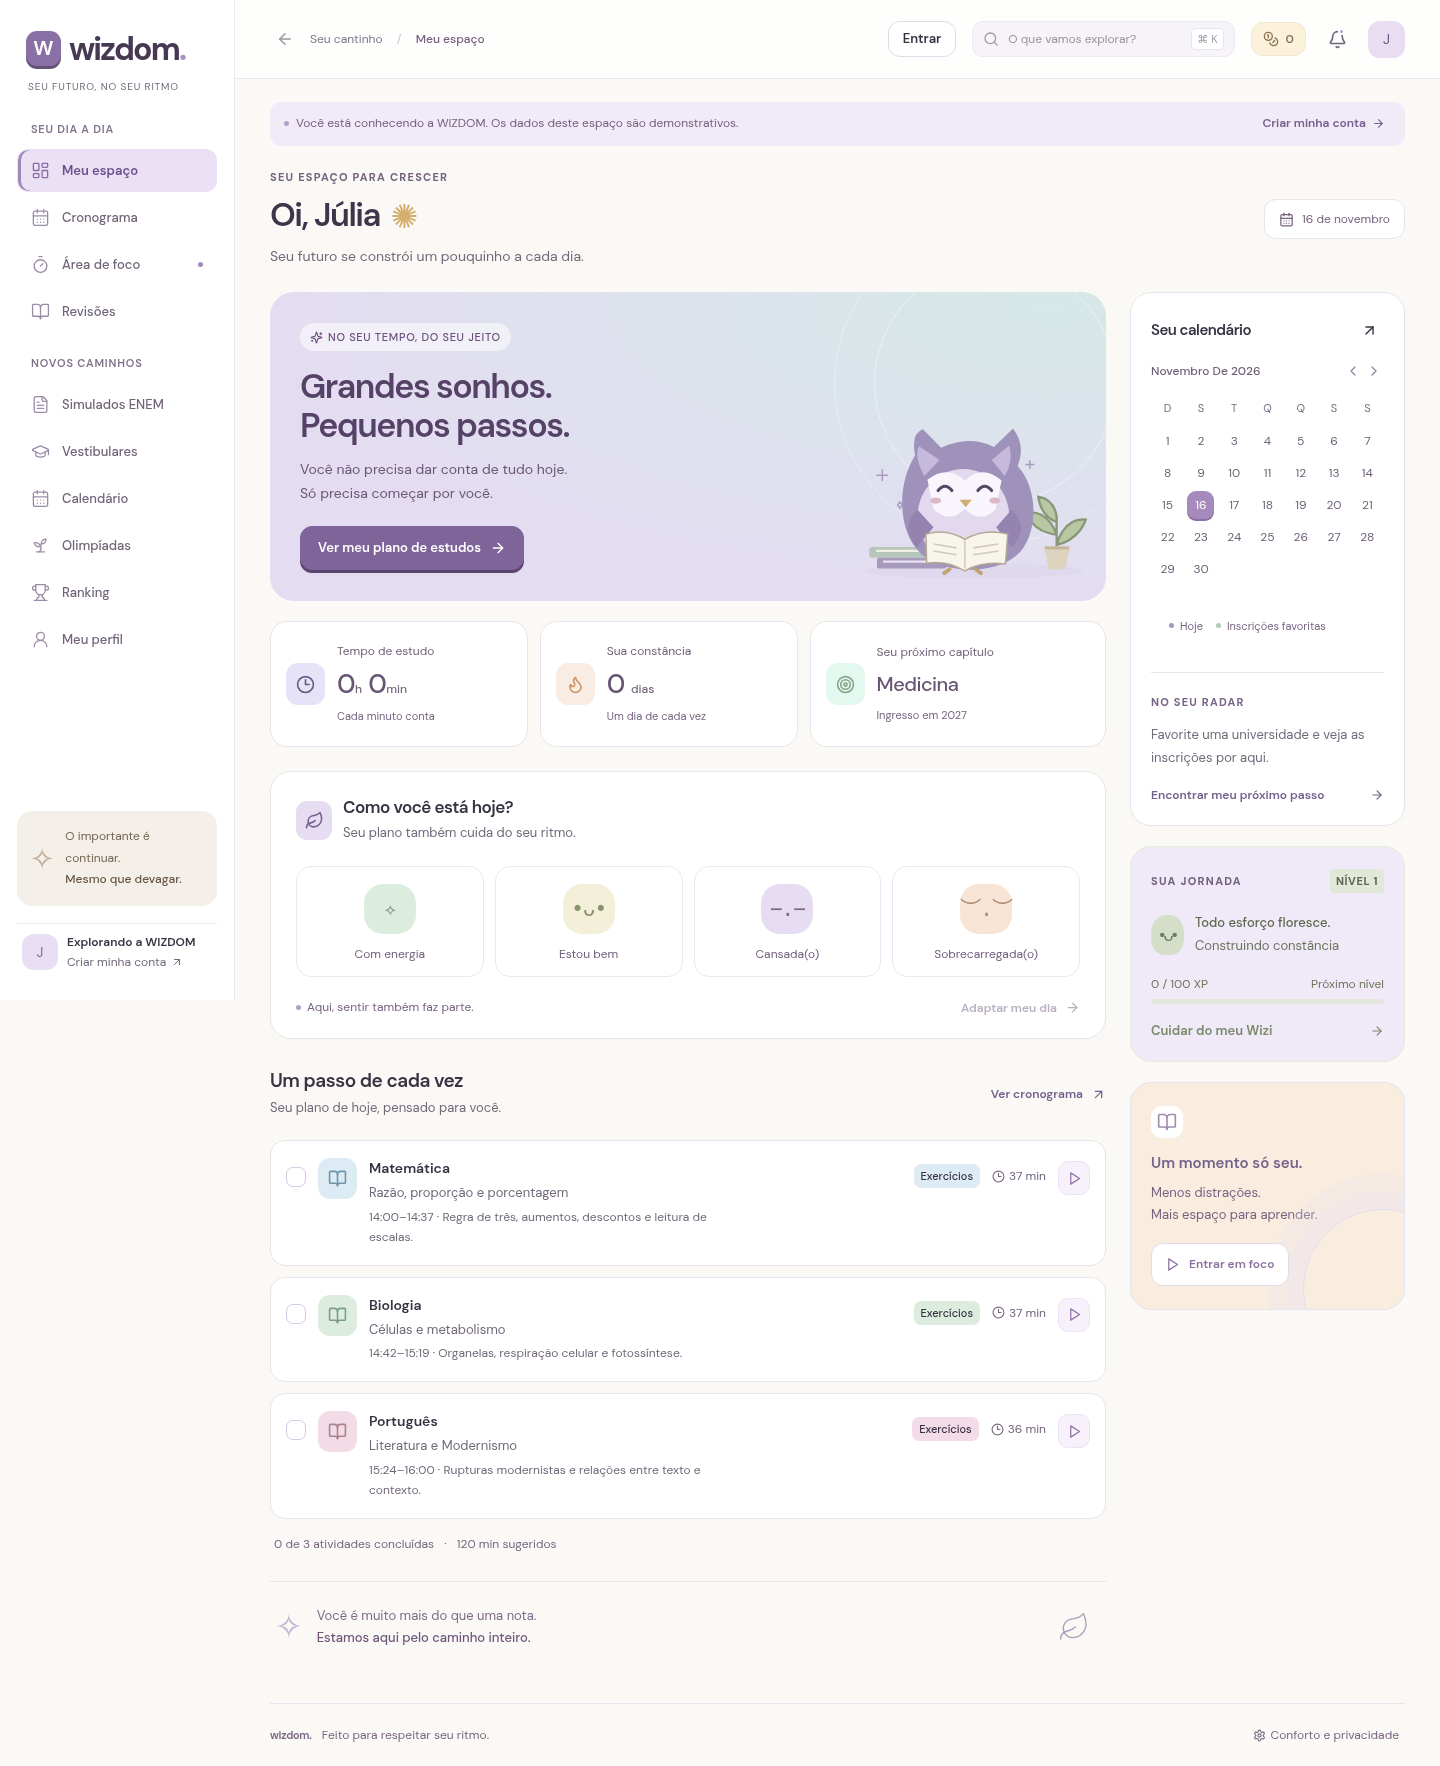 W wizdom.
SEU FUTURO, NO SEU RITMO
SEU DIA A DIA
Meu espaço
Cronograma
Área de foco
Revisões
NOVOS CAMINHOS
Simulados ENEM
Vestibulares
Calendário
Olimpíadas
Ranking
Meu perfil
O importante é
continuar.
Mesmo que devagar.
J
Explorando a WIZDOM
Criar minha conta
Seu cantinho / Meu espaço
Entrar
O que vamos explorar?
⌘ K
0
J
Você está conhecendo a WIZDOM. Os dados deste espaço são demonstrativos.
Criar minha conta
SEU ESPAÇO PARA CRESCER
Oi, Júlia
Seu futuro se constrói um pouquinho a cada dia.
16 de novembro
NO SEU TEMPO, DO SEU JEITO
Grandes sonhos.
Pequenos passos.
Você não precisa dar conta de tudo hoje.
Só precisa começar por você.
Ver meu plano de estudos
Tempo de estudo
0h 0min
Cada minuto conta
Sua constância
0 dias
Um dia de cada vez
Seu próximo capítulo
Medicina
Ingresso em 2027
Como você está hoje?
Seu plano também cuida do seu ritmo.
Com energia
Estou bem
Cansada(o)
Sobrecarregada(o)
Aqui, sentir também faz parte.
Adaptar meu dia
Um passo de cada vez
Seu plano de hoje, pensado para você.
Ver cronograma
Matemática
Razão, proporção e porcentagem
14:00–14:37 · Regra de três, aumentos, descontos e leitura de
escalas.
Exercícios
37 min
Biologia
Células e metabolismo
14:42–15:19 · Organelas, respiração celular e fotossíntese.
Exercícios
37 min
Português
Literatura e Modernismo
15:24–16:00 · Rupturas modernistas e relações entre texto e
contexto.
Exercícios
36 min
0 de 3 atividades concluídas · 120 min sugeridos
Você é muito mais do que uma nota.
Estamos aqui pelo caminho inteiro.
Seu calendário
Novembro De 2026
D S T Q Q S S
1 2 3 4 5 6 7
8 9 10 11 12 13 14
15 16 17 18 19 20 21
22 23 24 25 26 27 28
29 30
Hoje
Inscrições favoritas
NO SEU RADAR
Favorite uma universidade e veja as
inscrições por aqui.
Encontrar meu próximo passo
SUA JORNADA
NÍVEL 1
Todo esforço floresce.
Construindo constância
0 / 100 XP
Próximo nível
Cuidar do meu Wizi
Um momento só seu.
Menos distrações.
Mais espaço para aprender.
Entrar em foco
wizdom. Feito para respeitar seu ritmo.
Conforto e privacidade